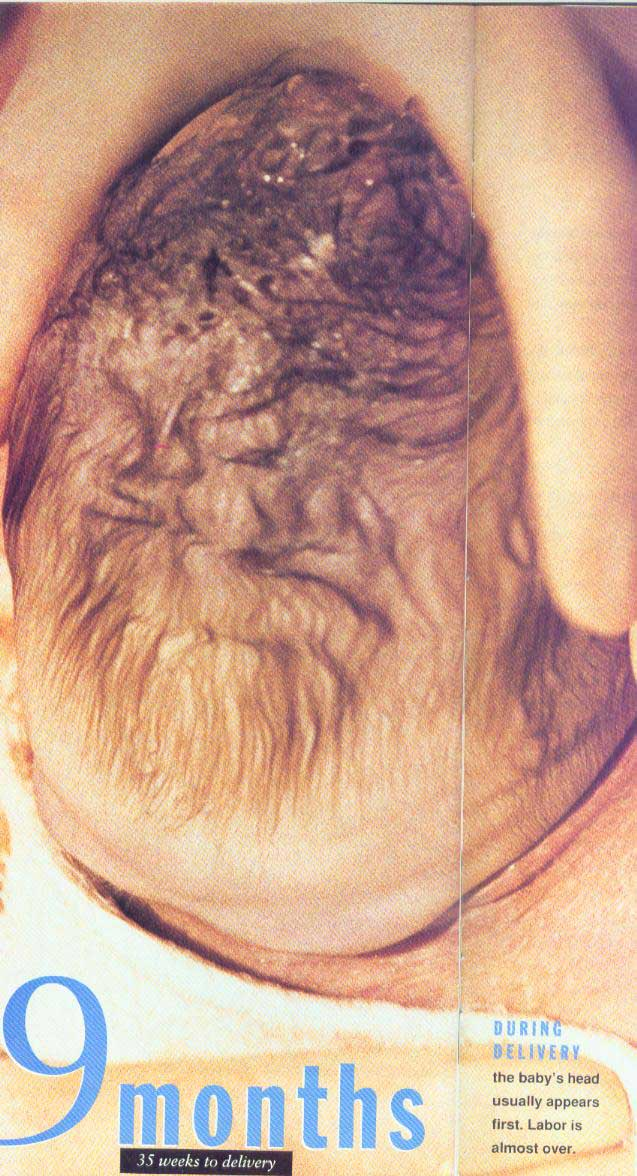 9 months
35 weeks to delivery
DURING
DELIVERY
the baby's head
usually appears
first. Labor is
almost over.